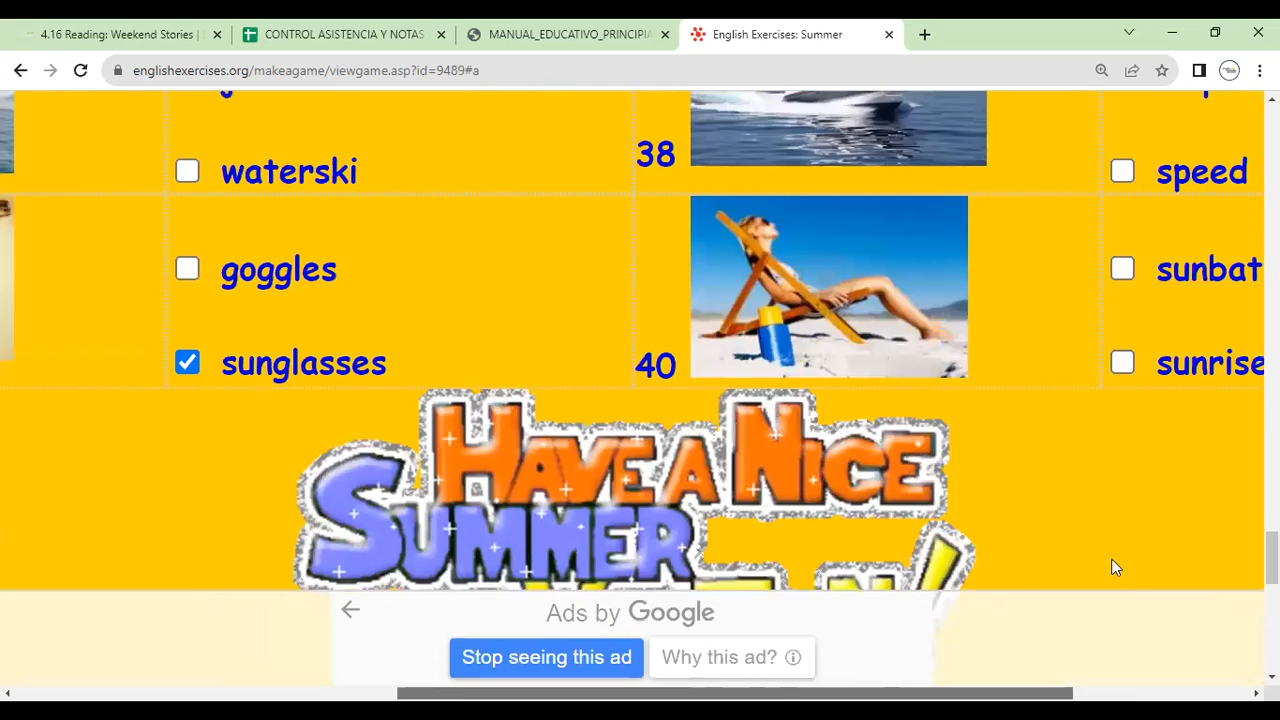 4.16 Reading: Weekend Stories |
CONTROL ASISTENCIA Y NOTAS
MANUAL_EDUCATIVO_PRINCIPIA
English Exercises: Summer
englishexercises.org/makeagame/viewgame.asp?id=9489#a
38
waterski
speed
goggles
sunbat
40
sunglasses
sunrise
HAVE A NICE
SUMMER
Ads by Google
Stop seeing this ad
Why this ad?